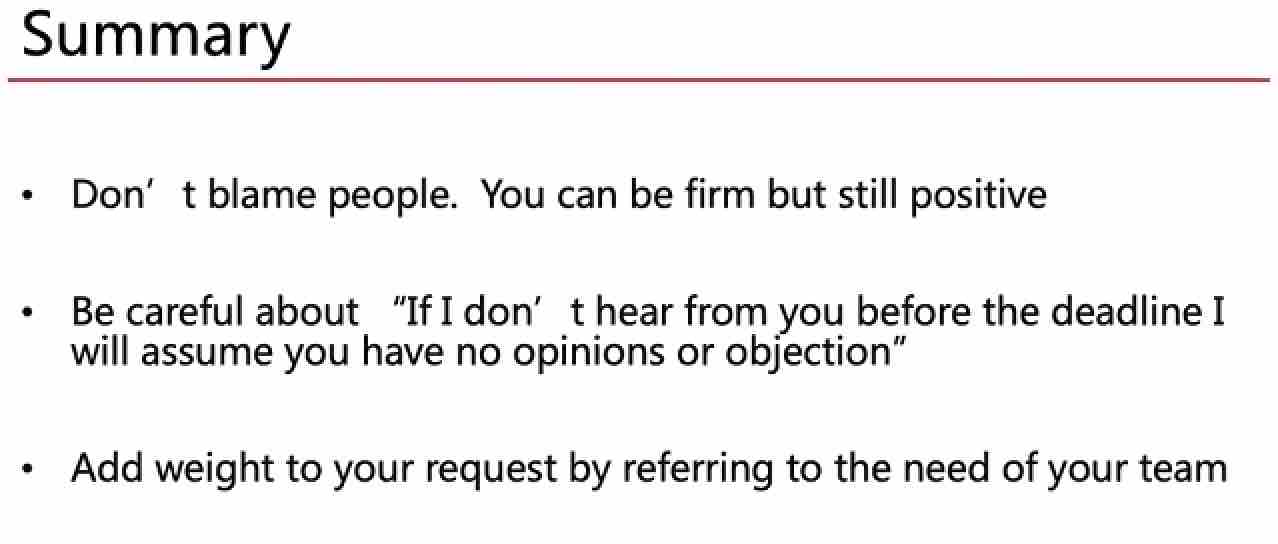 Summary
• Don’ t blame people.  You can be firm but still positive
• Be careful about “If I don’ t hear from you before the deadline I
will assume you have no opinions or objection”
• Add weight to your request by referring to the need of your team